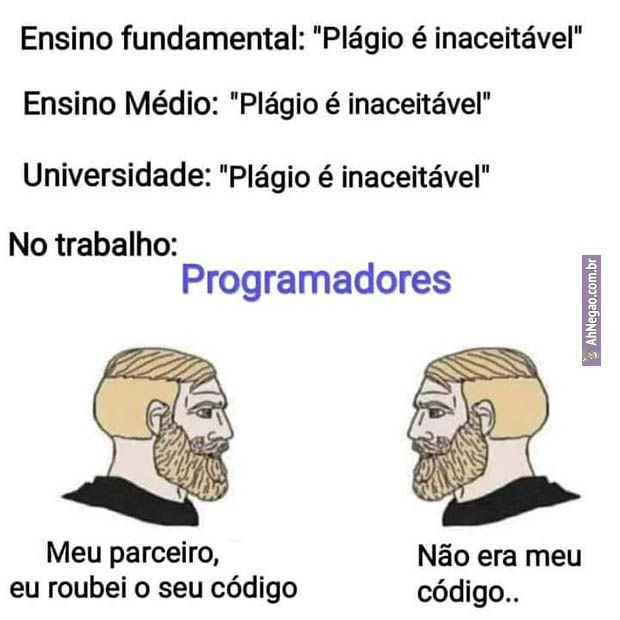 Ensino fundamental: "Plágio é inaceitável"
Ensino Médio: "Plágio é inaceitável"
Universidade: "Plágio é inaceitável"
No trabalho:
Programadores
AhNegao.com.br
Meu parceiro,
eu roubei o seu código
Não era meu
código..